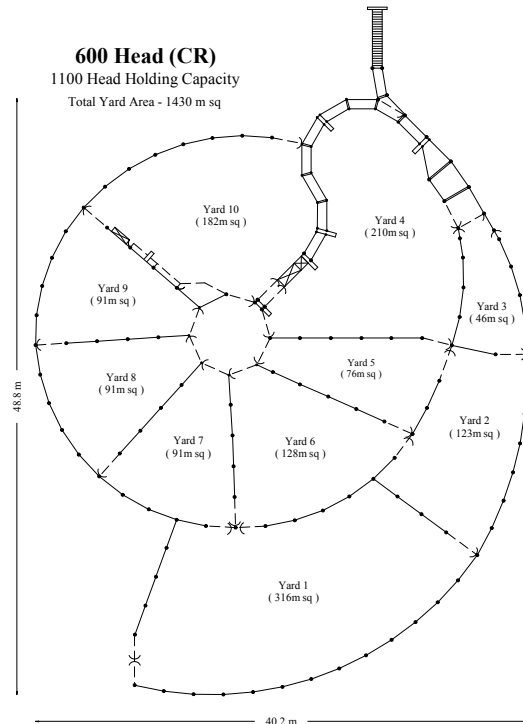 600 Head (CR)
1100 Head Holding Capacity
Total Yard Area - 1430 m sq
Yard 10
( 182m sq )
Yard 4
( 210m sq )
Yard 9
( 91m sq )
Yard 3
( 46m sq )
Yard 5
( 76m sq )
Yard 8
( 91m sq )
Yard 2
( 123m sq )
Yard 7
( 91m sq )
Yard 6
( 128m sq )
Yard 1
( 316m sq )
48.8 m
40.2 m